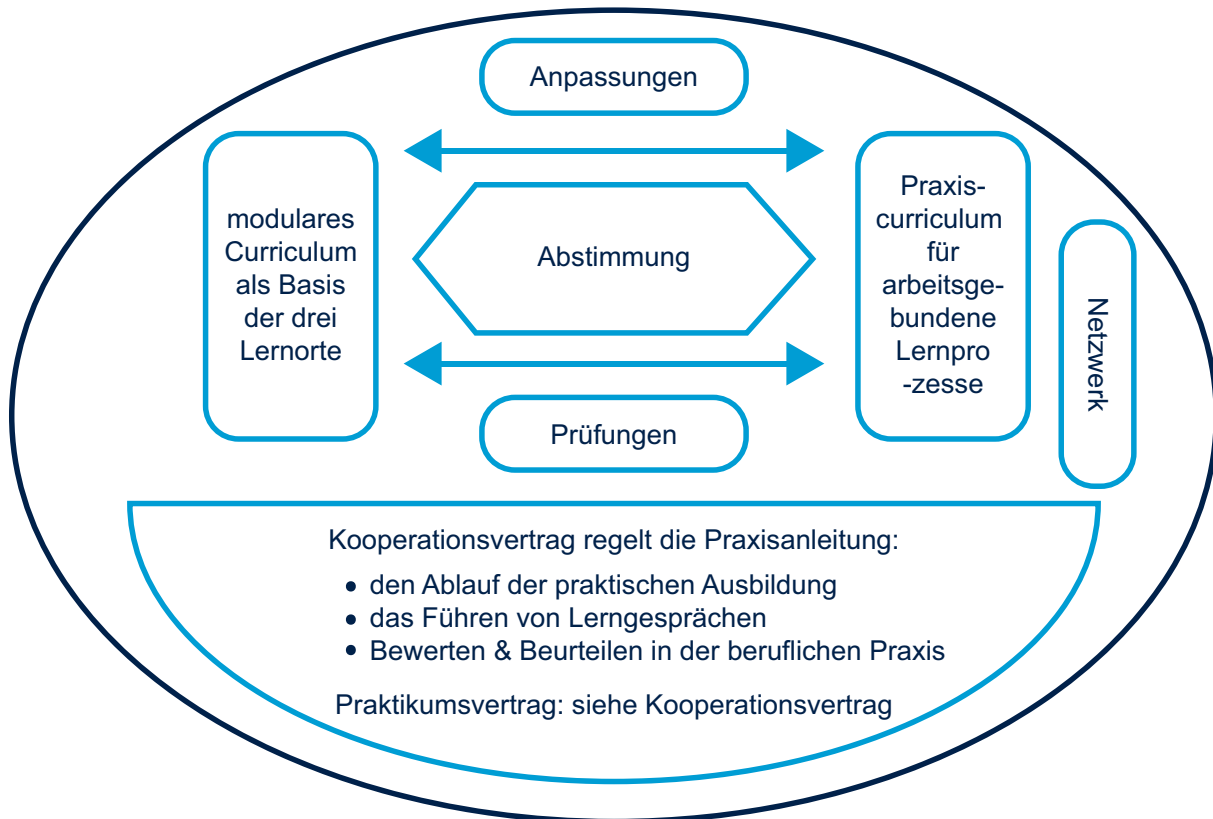 Anpassungen
modulares
Curriculum
als Basis
der drei
Lernorte
Abstimmung
Praxis-
curriculum
für
arbeitsge-
bundene
Lernpro
-zesse
Netzwerk
Prüfungen
Kooperationsvertrag regelt die Praxisanleitung:
• den Ablauf der praktischen Ausbildung
• das Führen von Lerngesprächen
• Bewerten & Beurteilen in der beruflichen Praxis
Praktikumsvertrag: siehe Kooperationsvertrag